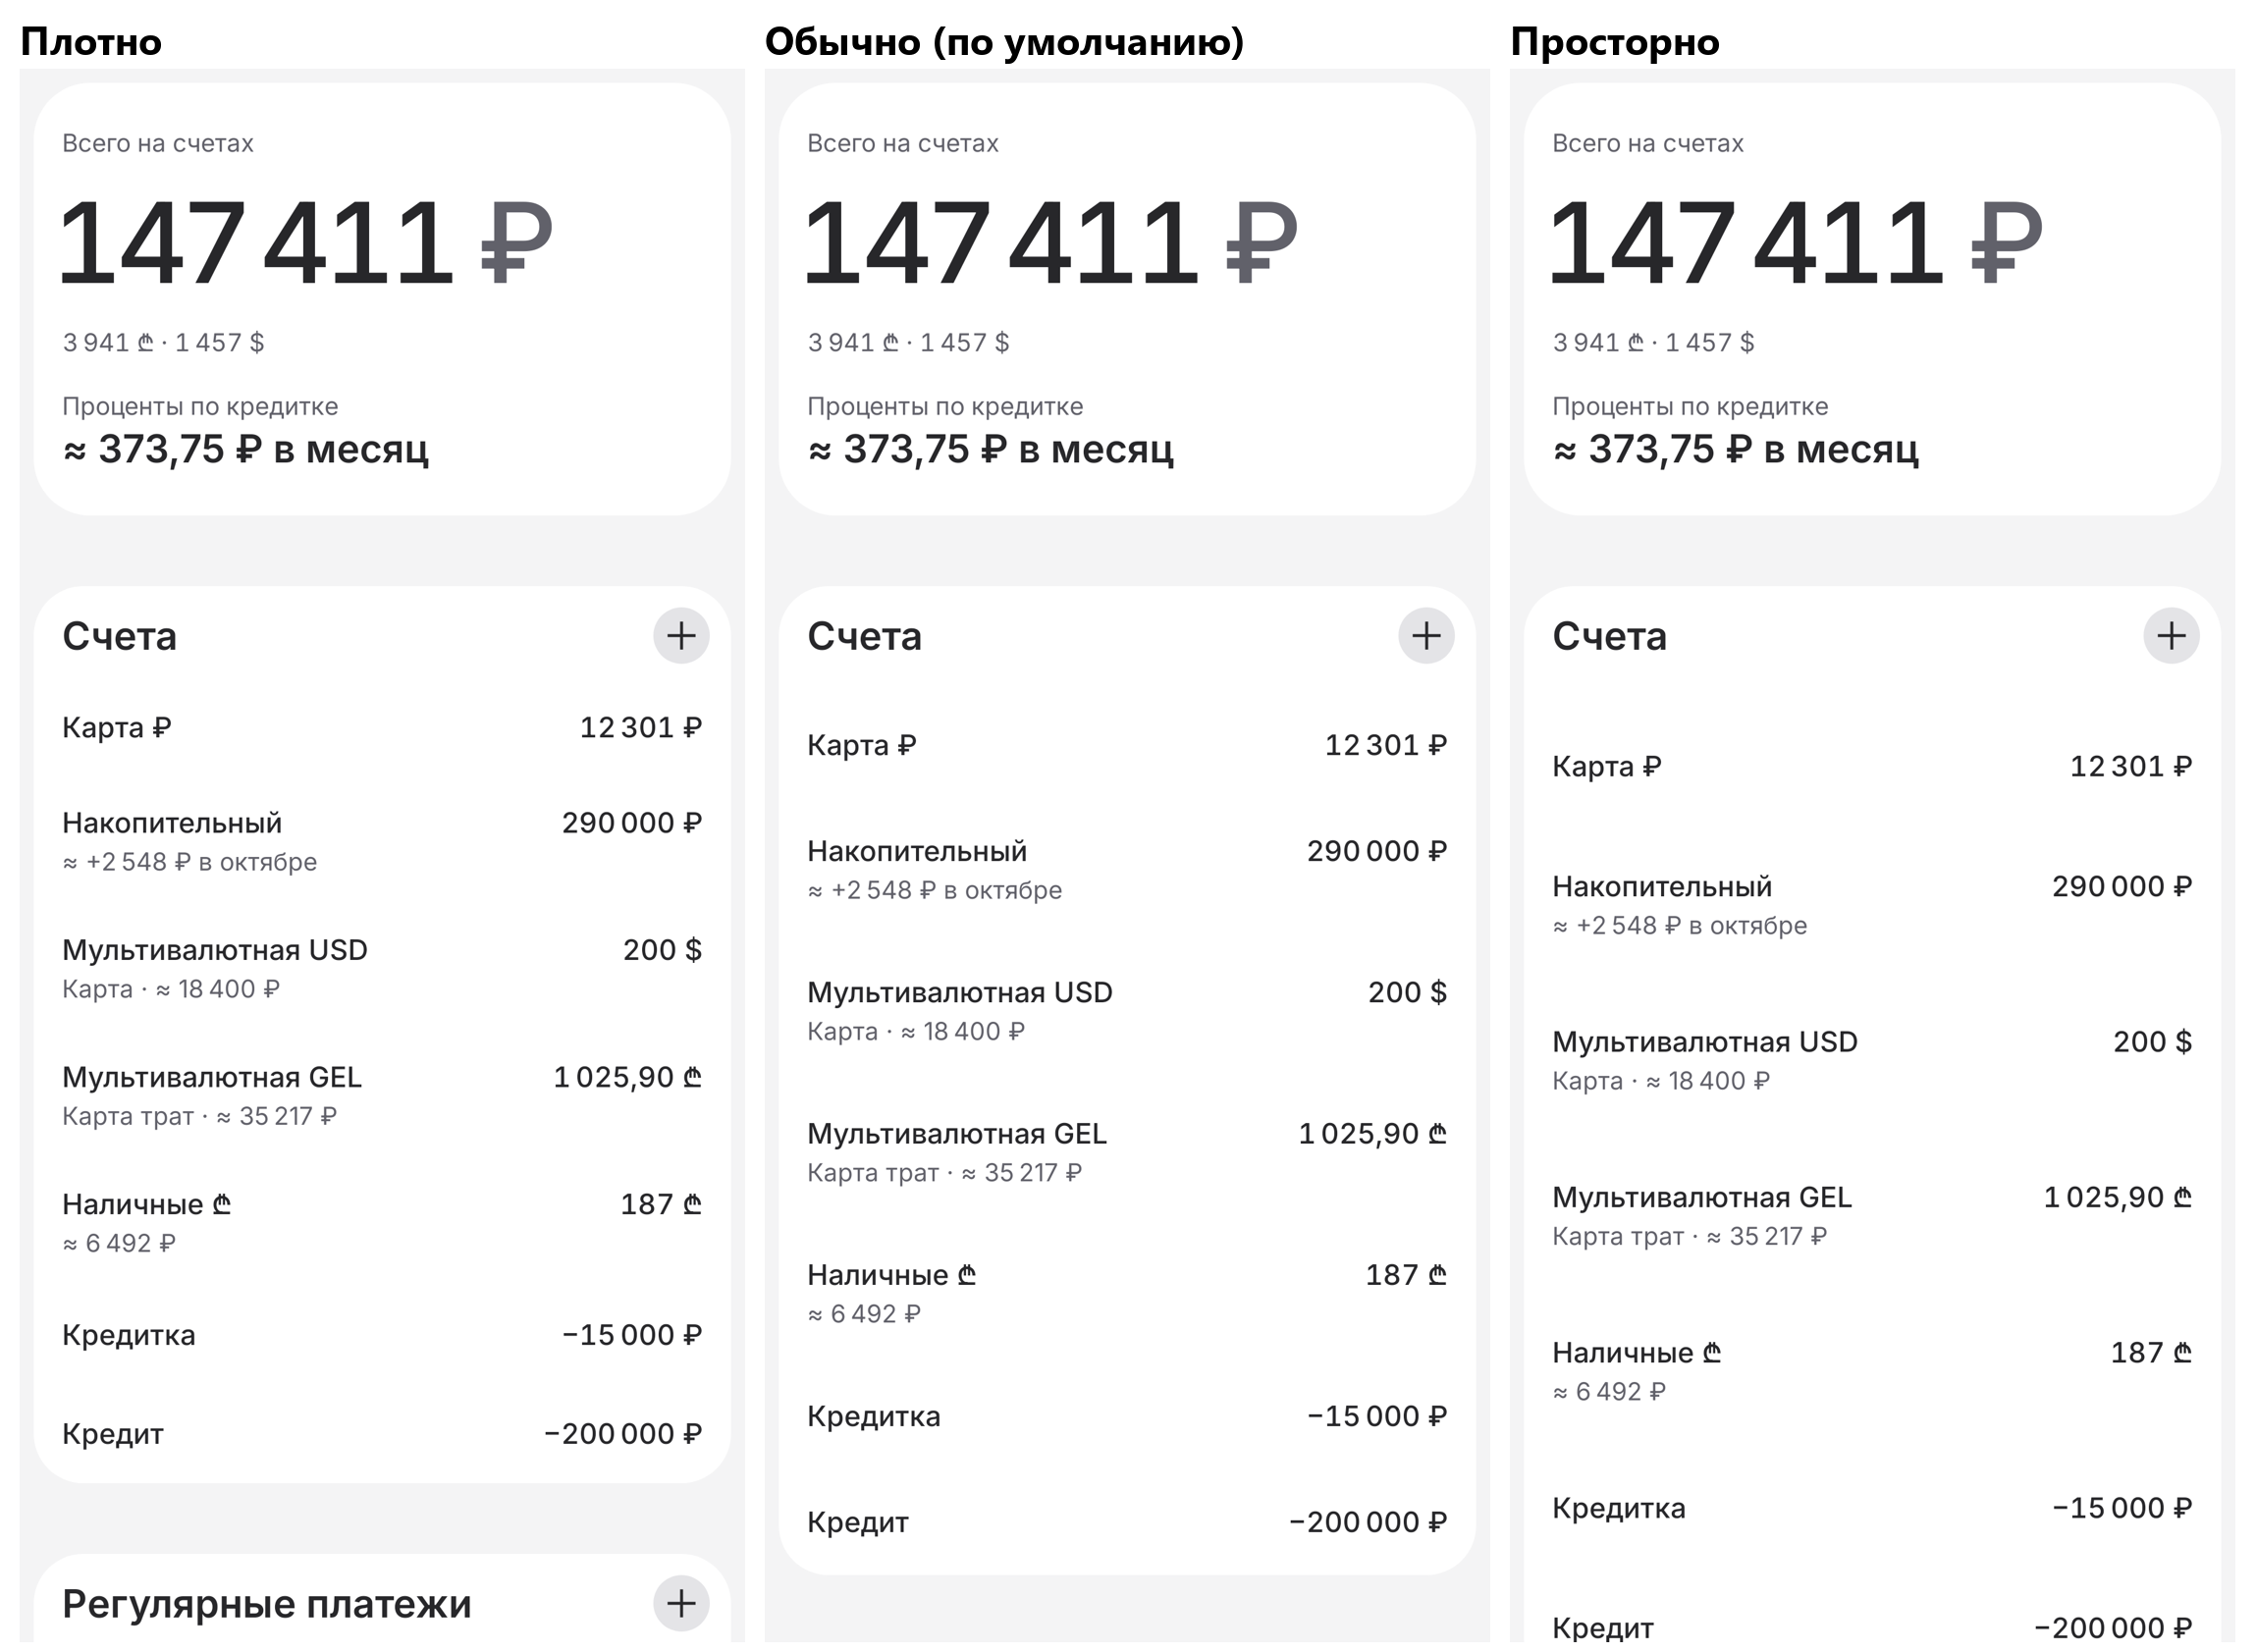 Плотно
Всего на счетах
147 411 ₽
3 941 ₾ · 1 457 $
Проценты по кредитке
≈ 373,75 ₽ в месяц
Счета
Карта ₽ 12 301 ₽
Накопительный 290 000 ₽
≈ +2 548 ₽ в октябре
Мультивалютная USD 200 $
Карта · ≈ 18 400 ₽
Мультивалютная GEL 1 025,90 ₾
Карта трат · ≈ 35 217 ₽
Наличные ₾ 187 ₾
≈ 6 492 ₽
Кредитка −15 000 ₽
Кредит −200 000 ₽
Регулярные платежи
Обычно (по умолчанию)
Всего на счетах
147 411 ₽
3 941 ₾ · 1 457 $
Проценты по кредитке
≈ 373,75 ₽ в месяц
Счета
Карта ₽ 12 301 ₽
Накопительный 290 000 ₽
≈ +2 548 ₽ в октябре
Мультивалютная USD 200 $
Карта · ≈ 18 400 ₽
Мультивалютная GEL 1 025,90 ₾
Карта трат · ≈ 35 217 ₽
Наличные ₾ 187 ₾
≈ 6 492 ₽
Кредитка −15 000 ₽
Кредит −200 000 ₽
Просторно
Всего на счетах
147 411 ₽
3 941 ₾ · 1 457 $
Проценты по кредитке
≈ 373,75 ₽ в месяц
Счета
Карта ₽ 12 301 ₽
Накопительный 290 000 ₽
≈ +2 548 ₽ в октябре
Мультивалютная USD 200 $
Карта · ≈ 18 400 ₽
Мультивалютная GEL 1 025,90 ₾
Карта трат · ≈ 35 217 ₽
Наличные ₾ 187 ₾
≈ 6 492 ₽
Кредитка −15 000 ₽
Кредит −200 000 ₽